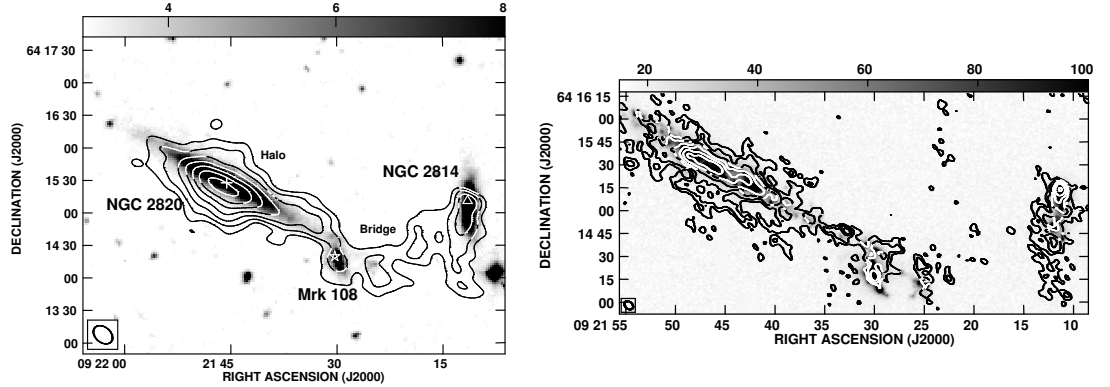 4 6 8
64 17 30
00
16 30
00
15 30
00
14 30
00
13 30
00
DECLINATION (J2000)
Halo
NGC 2814
NGC 2820
Bridge
Mrk 108
09 22 00 21 45 30 15
RIGHT ASCENSION (J2000)
20 40 60 80 100
64 16 15
00
15 45
30
15
00
14 45
30
15
00
DECLINATION (J2000)
09 21 55 50 45 40 35 30 25 20 15 10
RIGHT ASCENSION (J2000)